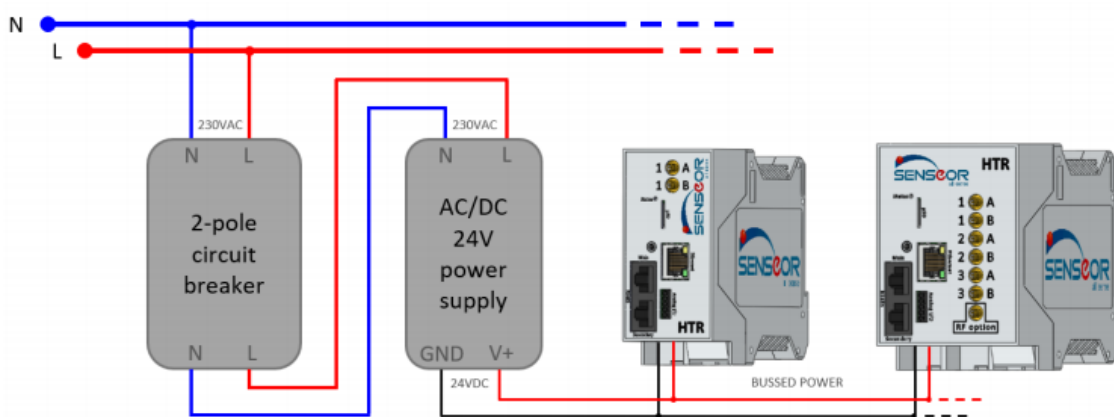 N
L
230VAC
230VAC
N L
N L
2-pole
circuit
breaker
AC/DC
24V
power
supply
N L
GND V+
24VDC
1 A
1 B
SENSeOR
SENSeOR
HTR
SENSeOR
HTR
1 A
1 B
2 A
2 B
3 A
3 B
RF option
SENSeOR
BUSSED POWER